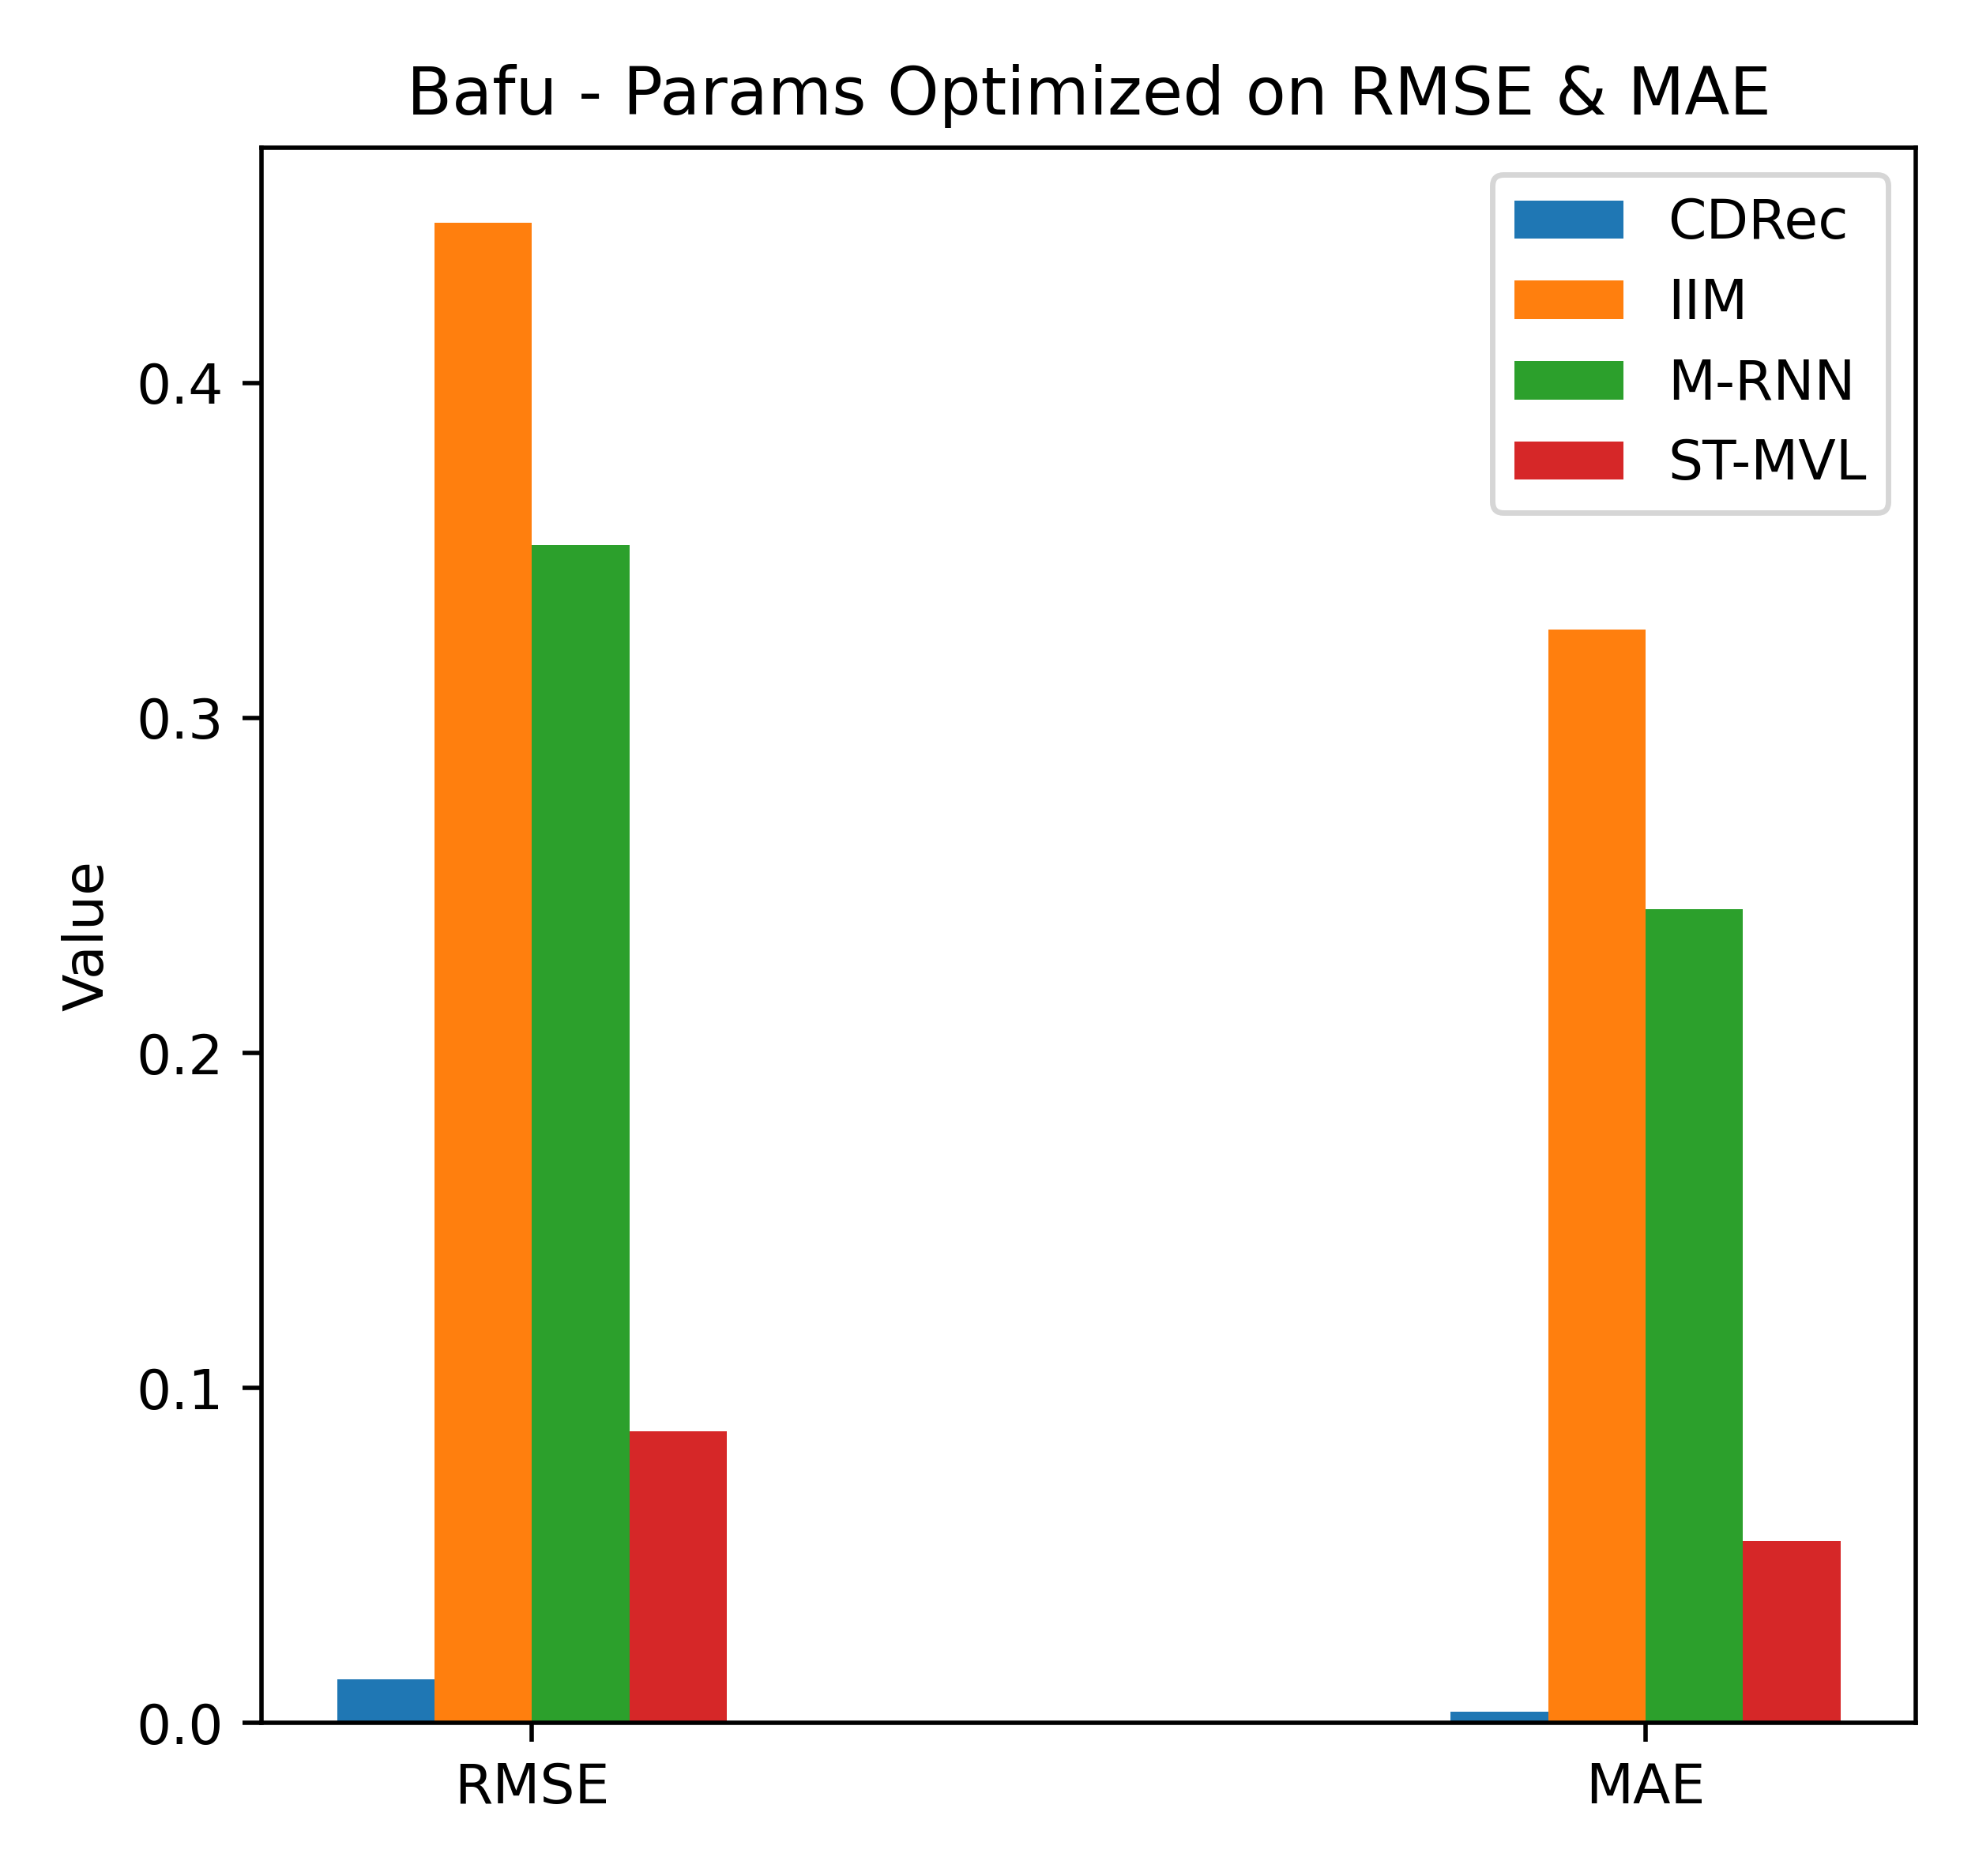 Bafu - Params Optimized on RMSE & MAE
CDRec
IIM
M-RNN
ST-MVL
Value
0.4
0.3
0.2
0.1
0.0
RMSE
MAE